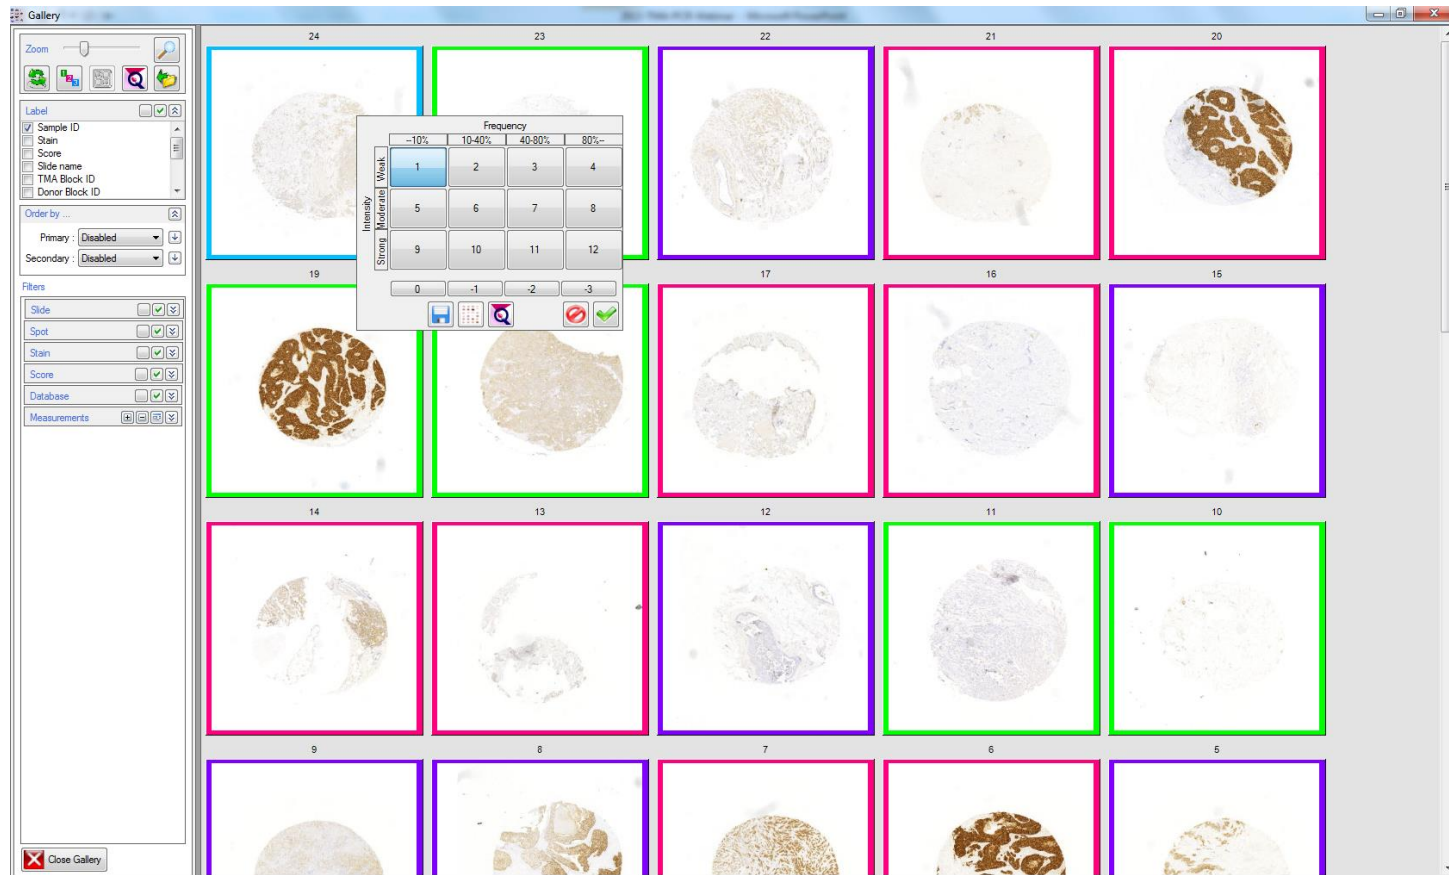 Gallery
Zoom
Label
Sample ID
Stain
Score
Slide name
TMA Block ID
Donor Block ID
Order by ...
Primary : Disabled
Secondary : Disabled
Filters
Slide
Spot
Stain
Score
Database
Measurements
Close Gallery
24 23 22 21 20
Frequency
--10% 10-40% 40-80% 80%--
Intensity
Weak 1 2 3 4
Moderate 5 6 7 8
Strong 9 10 11 12
0 -1 -2 -3
19 17 16 15
14 13 12 11 10
9 8 7 6 5